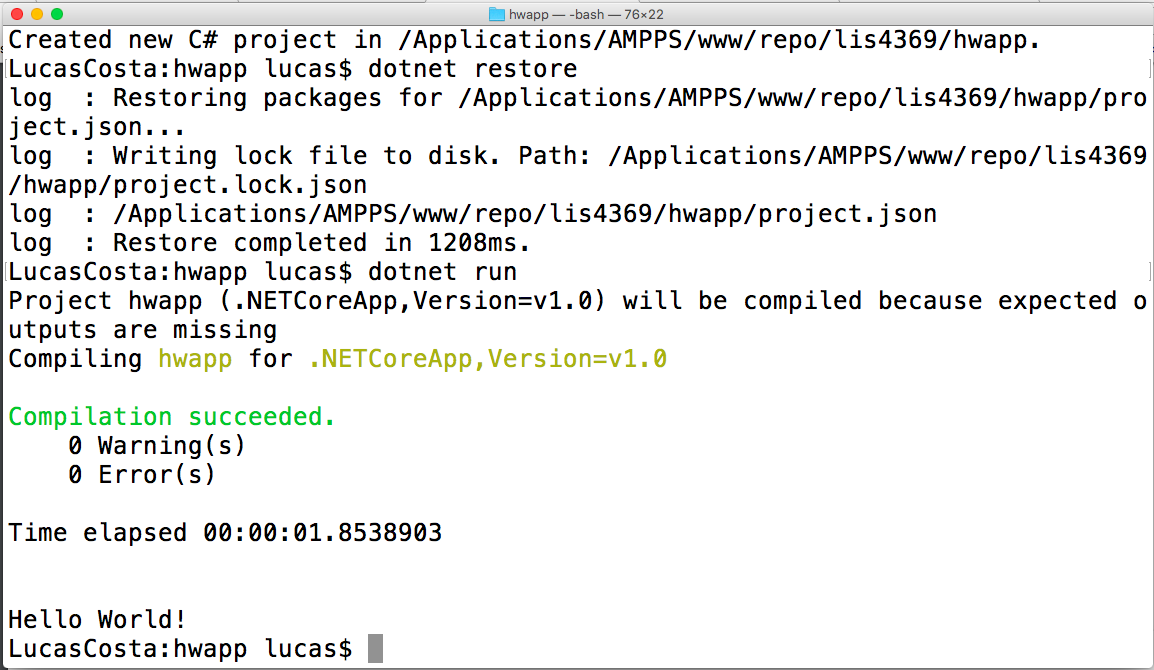 hwapp — -bash — 76×22
Created new C# project in /Applications/AMPPS/www/repo/lis4369/hwapp.
LucasCosta:hwapp lucas$ dotnet restore
log  : Restoring packages for /Applications/AMPPS/www/repo/lis4369/hwapp/pro
ject.json...
log  : Writing lock file to disk. Path: /Applications/AMPPS/www/repo/lis4369
/hwapp/project.lock.json
log  : /Applications/AMPPS/www/repo/lis4369/hwapp/project.json
log  : Restore completed in 1208ms.
LucasCosta:hwapp lucas$ dotnet run
Project hwapp (.NETCoreApp,Version=v1.0) will be compiled because expected o
utputs are missing
Compiling hwapp for .NETCoreApp,Version=v1.0
Compilation succeeded.
    0 Warning(s)
    0 Error(s)
Time elapsed 00:00:01.8538903
Hello World!
LucasCosta:hwapp lucas$